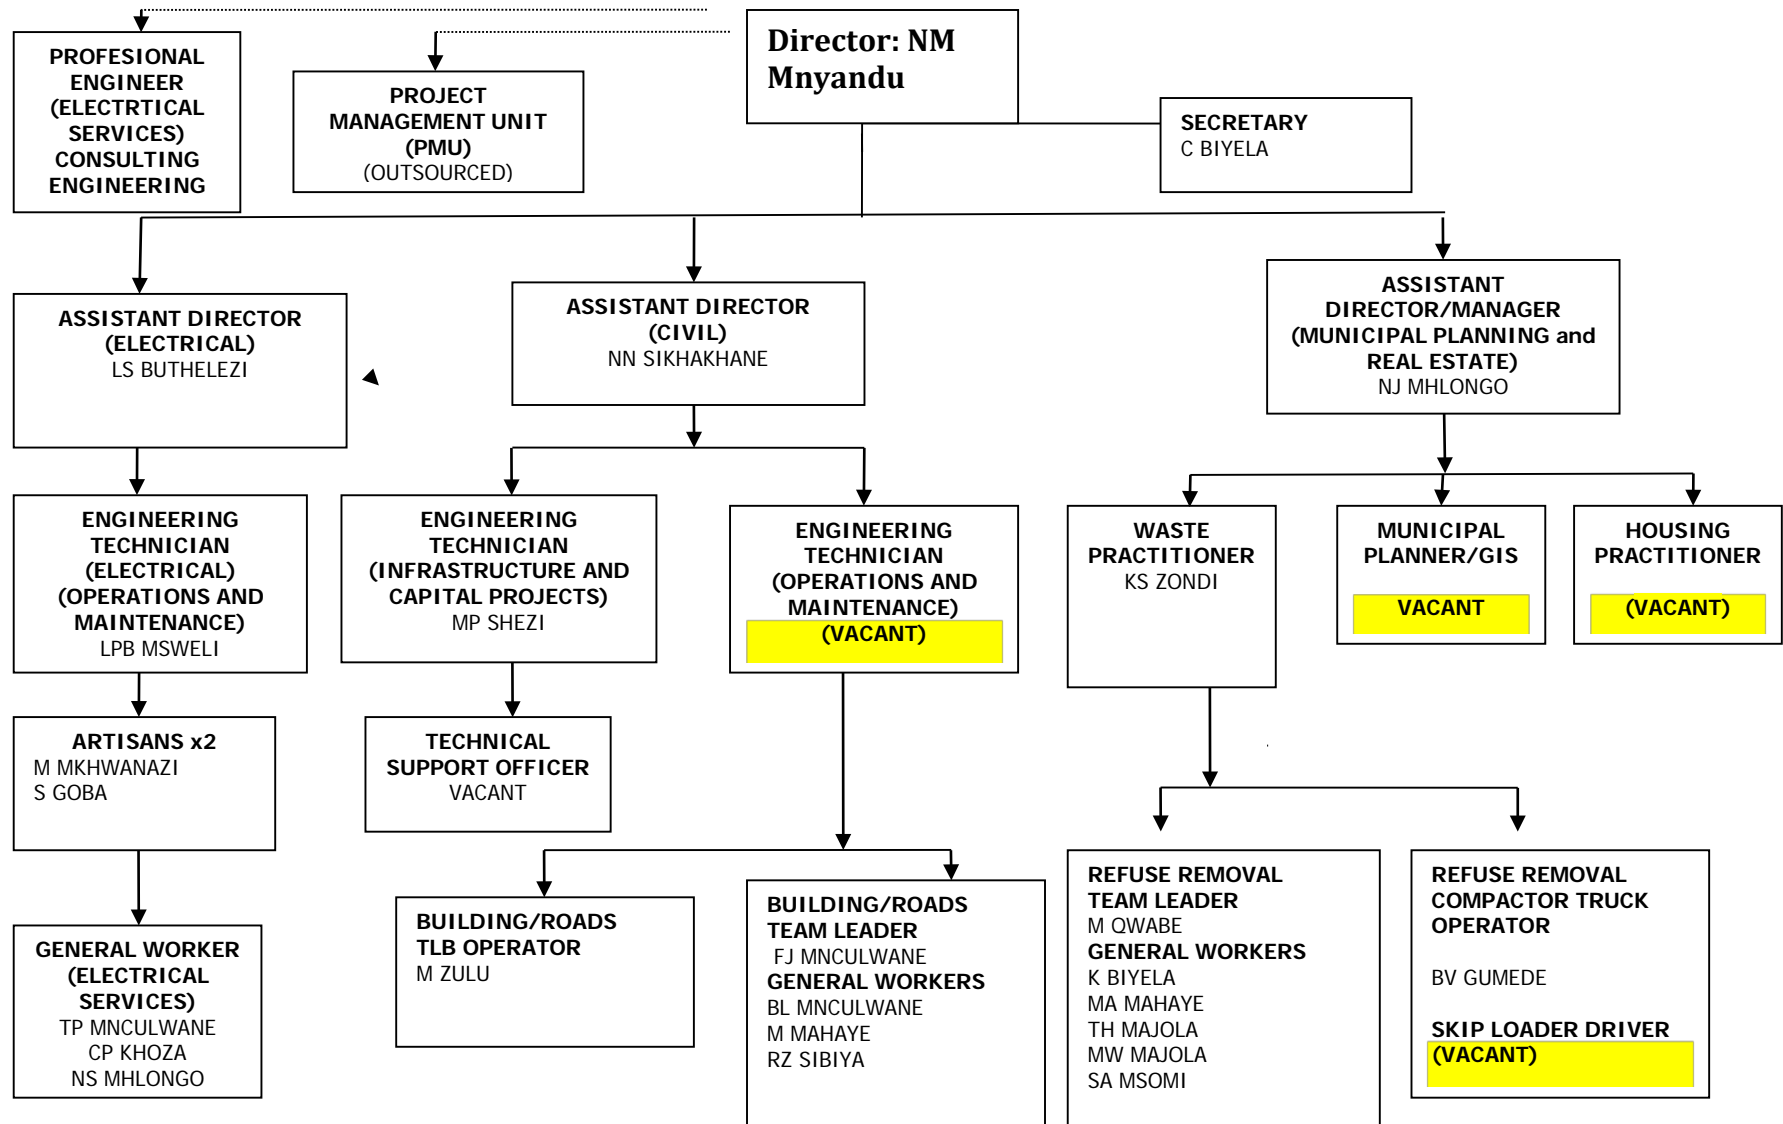 PROFESIONAL
ENGINEER
(ELECTRTICAL
SERVICES)
CONSULTING
ENGINEERING
PROJECT
MANAGEMENT UNIT
(PMU)
(OUTSOURCED)
Director: NM
Mnyandu
SECRETARY
C BIYELA
ASSISTANT DIRECTOR
(ELECTRICAL)
LS BUTHELEZI
ASSISTANT DIRECTOR
(CIVIL)
NN SIKHAKHANE
ASSISTANT
DIRECTOR/MANAGER
(MUNICIPAL PLANNING and
REAL ESTATE)
NJ MHLONGO
ENGINEERING
TECHNICIAN
(ELECTRICAL)
(OPERATIONS AND
MAINTENANCE)
LPB MSWELI
ENGINEERING
TECHNICIAN
(INFRASTRUCTURE AND
CAPITAL PROJECTS)
MP SHEZI
ENGINEERING
TECHNICIAN
(OPERATIONS AND
MAINTENANCE)
(VACANT)
WASTE
PRACTITIONER
KS ZONDI
MUNICIPAL
PLANNER/GIS
VACANT
HOUSING
PRACTITIONER
(VACANT)
ARTISANS x2
M MKHWANAZI
S GOBA
TECHNICAL
SUPPORT OFFICER
VACANT
GENERAL WORKER
(ELECTRICAL
SERVICES)
TP MNCULWANE
CP KHOZA
NS MHLONGO
BUILDING/ROADS
TLB OPERATOR
M ZULU
BUILDING/ROADS
TEAM LEADER
FJ MNCULWANE
GENERAL WORKERS
BL MNCULWANE
M MAHAYE
RZ SIBIYA
REFUSE REMOVAL
TEAM LEADER
M QWABE
GENERAL WORKERS
K BIYELA
MA MAHAYE
TH MAJOLA
MW MAJOLA
SA MSOMI
REFUSE REMOVAL
COMPACTOR TRUCK
OPERATOR
BV GUMEDE
SKIP LOADER DRIVER
(VACANT)